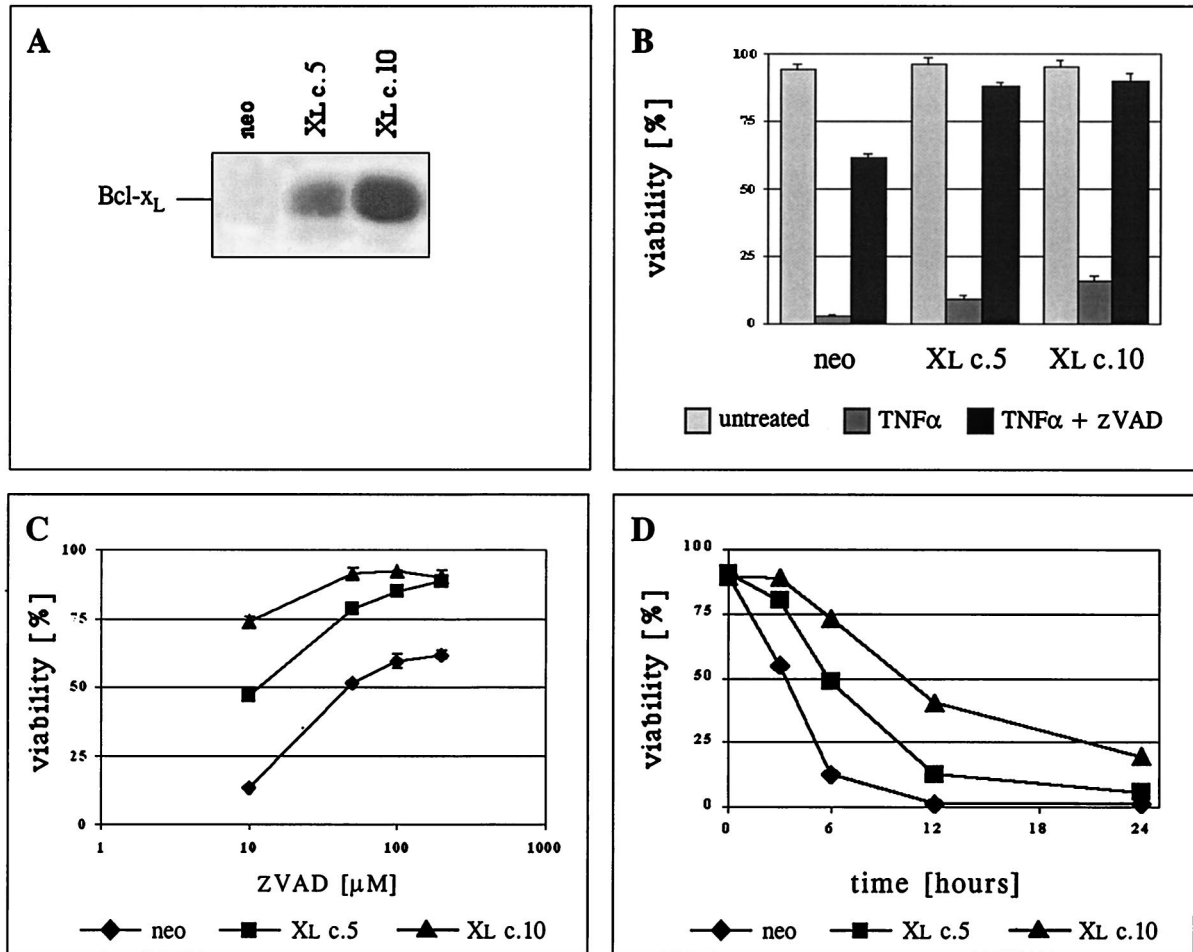 A
neo
XL c.5
XL c.10
Bcl-xL
B
viability [%]
100
75
50
25
0
neo
XL c.5
XL c.10
untreated
TNFα
TNFα + zVAD
C
viability [%]
100
75
50
25
0
1
10
100
1000
ZVAD [μM]
neo
XL c.5
XL c.10
D
viability [%]
100
75
50
25
0
0
6
12
18
24
time [hours]
neo
XL c.5
XL c.10